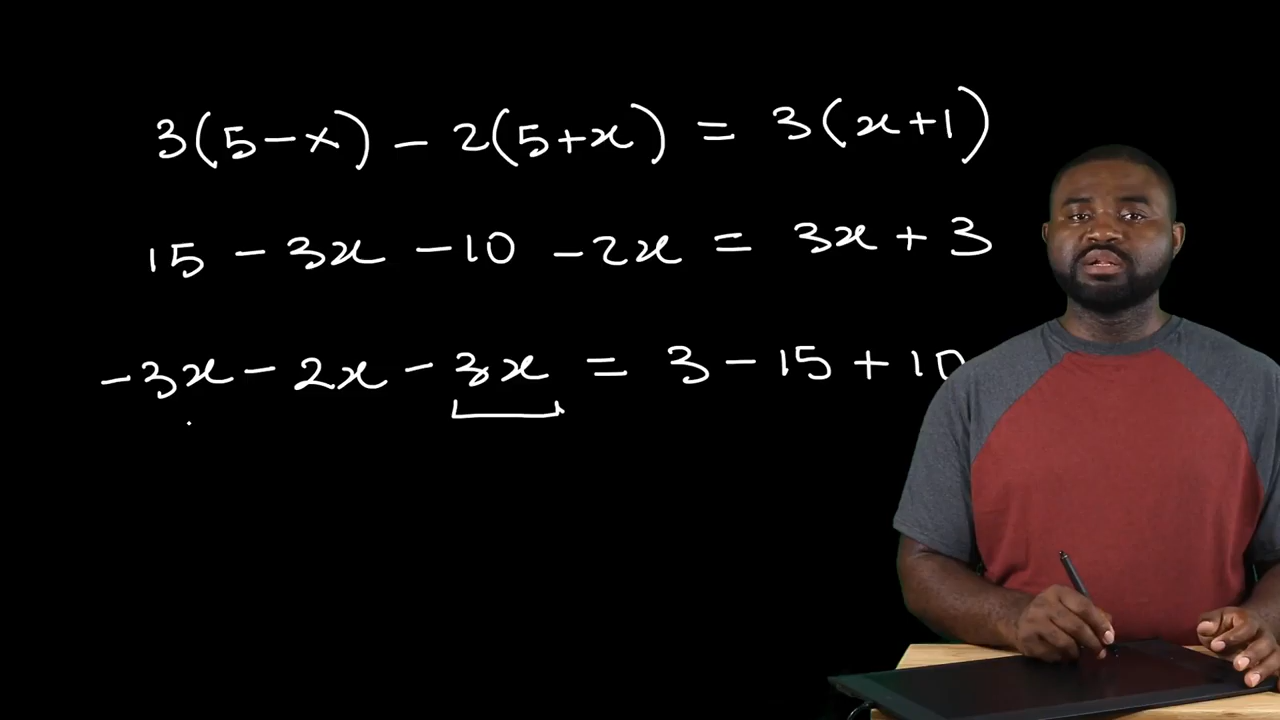 3(5-x) - 2(5+x) = 3(x+1)
15 - 3x - 10 - 2x = 3x + 3
-3x - 2x - 3x = 3 - 15 + 10